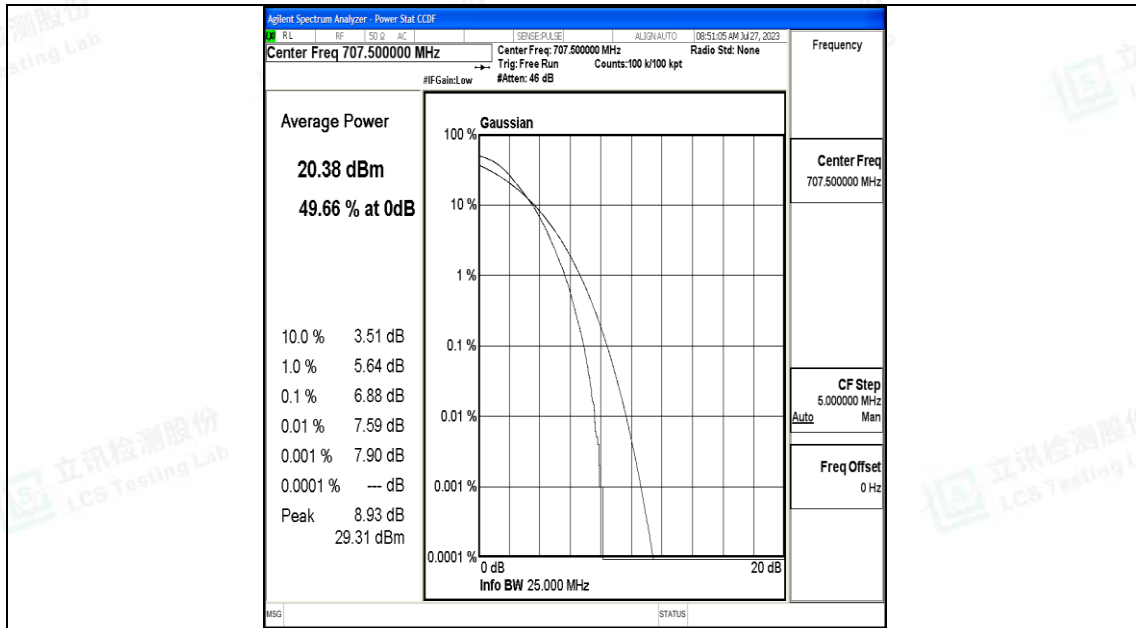 Agilent Spectrum Analyzer - Power Stat CCDF
RL RF 50 Ω AC SENSE:PULSE ALIGN AUTO 08:51:05 AM Jul 27, 2023
Center Freq 707.500000 MHz
Center Freq: 707.500000 MHz Radio Std: None
Trig: Free Run Counts:100 k/100 kpt
#IFGain:Low #Atten: 46 dB
Frequency
Average Power
20.38 dBm
49.66 % at 0dB
10.0 % 3.51 dB
1.0 % 5.64 dB
0.1 % 6.88 dB
0.01 % 7.59 dB
0.001 % 7.90 dB
0.0001 % --- dB
Peak 8.93 dB
29.31 dBm
Gaussian
100 %
10 %
1 %
0.1 %
0.01 %
0.001 %
0.0001 %
0 dB 20 dB
Info BW 25.000 MHz
Center Freq
707.500000 MHz
CF Step
5.000000 MHz
Auto Man
Freq Offset
0 Hz
MSG STATUS
立讯检测股份
LCS Testing Lab